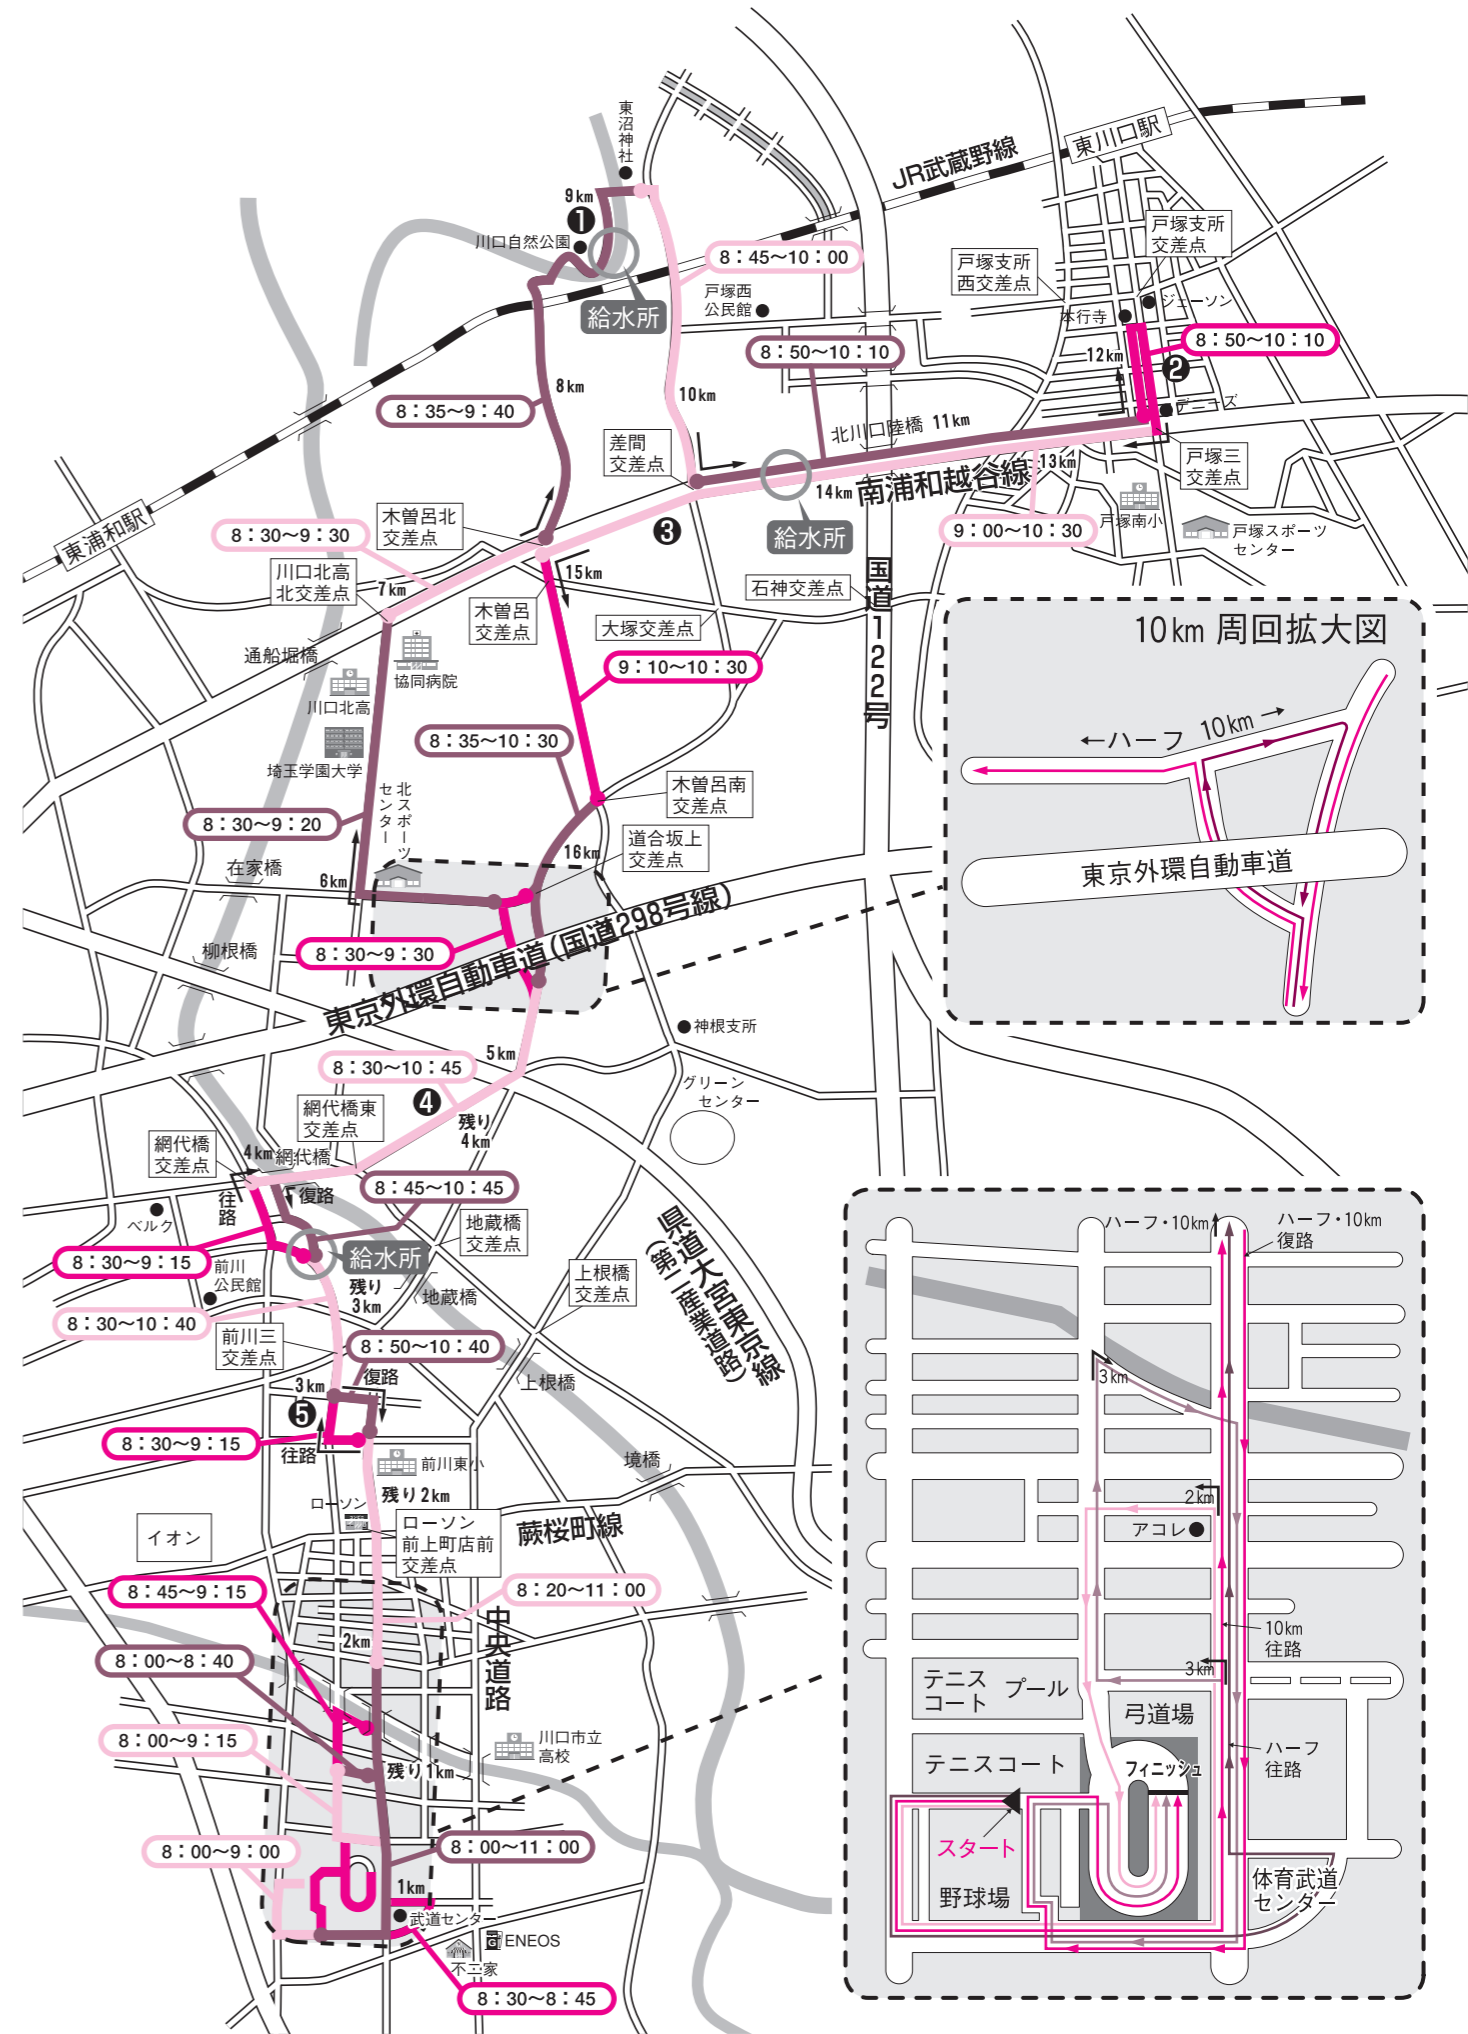 東沼神社
9km
❶
川口自然公園
給水所
JR武蔵野線
東川口駅
8：45〜10：00
戸塚西
公民館
戸塚支所
交差点
戸塚支所
西交差点
ジェーソン
本行寺
8：50〜10：10
12km
❷
デニーズ
8：50〜10：10
8km
10km
8：35〜9：40
北川口陸橋 11km
差間
交差点
戸塚三
交差点
13km
14km
南浦和越谷線
戸塚南小
戸塚スポーツ
センター
9：00〜10：30
給水所
❸
東浦和駅
8：30〜9：30
木曽呂北
交差点
川口北高
北交差点
7km
15km
木曽呂
交差点
石神交差点
大塚交差点
国道122号
通船堀橋
協同病院
川口北高
埼玉学園大学
9：10〜10：30
8：35〜10：30
木曽呂南
交差点
北スポーツ
センター
8：30〜9：20
道合坂上
交差点
16km
在家橋
6km
柳根橋
8：30〜9：30
東京外環自動車道(国道298号線)
神根支所
5km
8：30〜10：45
❹
グリーン
センター
網代橋東
交差点
残り
4km
網代橋
交差点
4km
網代橋
往路
復路
8：45〜10：45
ベルク
地蔵橋
交差点
8：30〜9：15
前川
公民館
給水所
残り
3km
地蔵橋
上根橋
交差点
県道大宮東京線
(第二産業道路)
8：30〜10：40
前川三
交差点
8：50〜10：40
復路
上根橋
3km
❺
8：30〜9：15
往路
前川東小
境橋
残り2km
ローソン
ローソン
前上町店前
交差点
蕨桜町線
イオン
8：45〜9：15
8：20〜11：00
中央道路
2km
8：00〜8：40
8：00〜9：15
川口市立
高校
残り1km
8：00〜9：00
8：00〜11：00
1km
武道センター
ENEOS
不二家
8：30〜8：45
10km 周回拡大図
←ハーフ
10km→
東京外環自動車道
ハーフ・10km
ハーフ・10km
復路
3km
2km
アコレ
10km
往路
3km
テニス
コート
プール
弓道場
テニスコート
フィニッシュ
ハーフ
往路
スタート
野球場
体育武道
センター